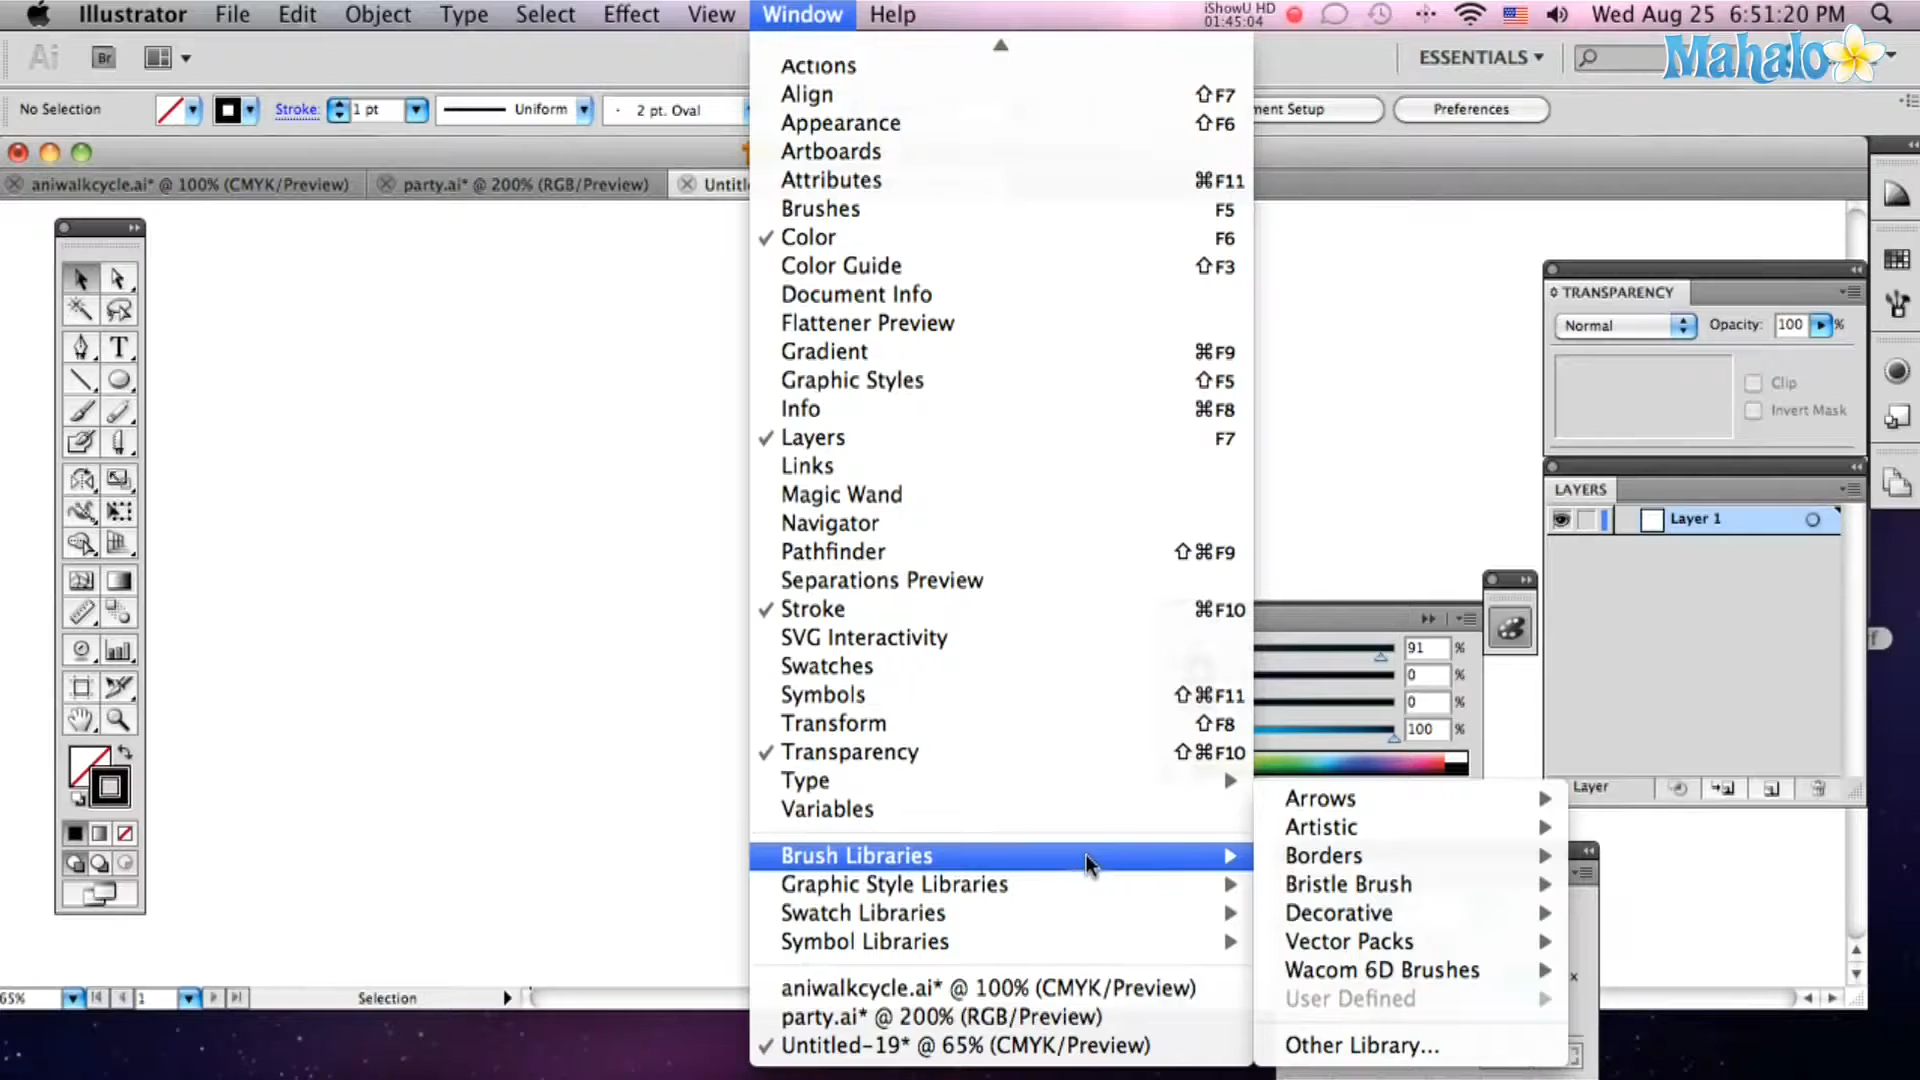 Illustrator File Edit Object Type Select Effect View Window Help
iShowU HD
01:45:04
Wed Aug 25 6:51:20 PM
Ai Br
ESSENTIALS
Mahalo
No Selection
Stroke: 1 pt
Uniform
2 pt. Oval
ment Setup
Preferences
aniwalkcycle.ai* @ 100% (CMYK/Preview)
party.ai* @ 200% (RGB/Preview)
Untitl
Actions
Align ⇧F7
Appearance ⇧F6
Artboards
Attributes ⌘F11
Brushes F5
✓ Color F6
Color Guide ⇧F3
Document Info
Flattener Preview
Gradient ⌘F9
Graphic Styles ⇧F5
Info ⌘F8
✓ Layers F7
Links
Magic Wand
Navigator
Pathfinder ⇧⌘F9
Separations Preview
✓ Stroke ⌘F10
SVG Interactivity
Swatches
Symbols ⇧⌘F11
Transform ⇧F8
✓ Transparency ⇧⌘F10
Type
Variables
Brush Libraries
Graphic Style Libraries
Swatch Libraries
Symbol Libraries
aniwalkcycle.ai* @ 100% (CMYK/Preview)
party.ai* @ 200% (RGB/Preview)
✓ Untitled-19* @ 65% (CMYK/Preview)
Arrows
Artistic
Borders
Bristle Brush
Decorative
Vector Packs
Wacom 6D Brushes
User Defined
Other Library...
TRANSPARENCY
Normal Opacity: 100 %
Clip
Invert Mask
LAYERS
Layer 1
Layer
91 %
0 %
0 %
100 %
T
65% 1 Selection